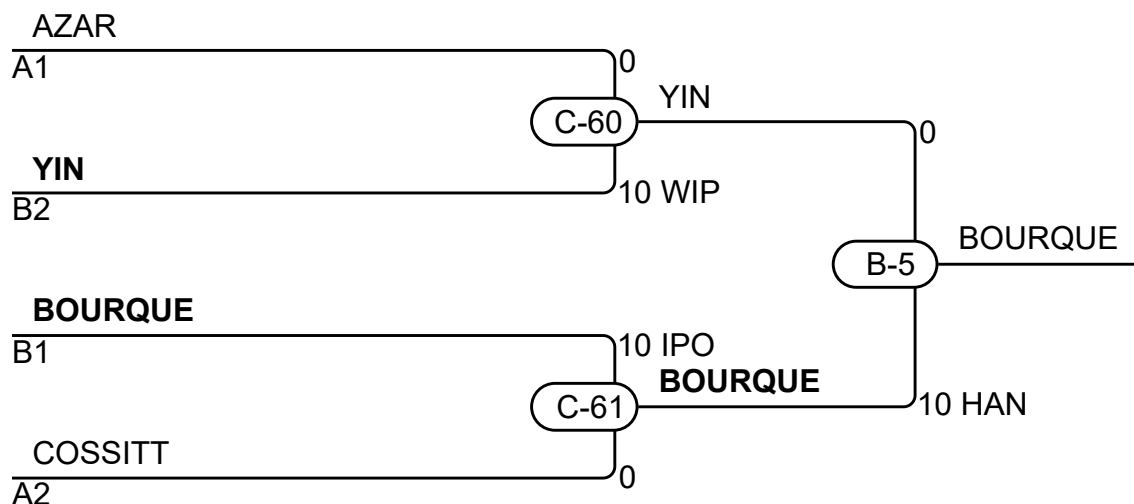 AZAR
A1
0
C-60
YIN
0
YIN
B2
10 WIP
B-5
BOURQUE
BOURQUE
B1
10 IPO
BOURQUE
C-61
10 HAN
COSSITT
A2
0